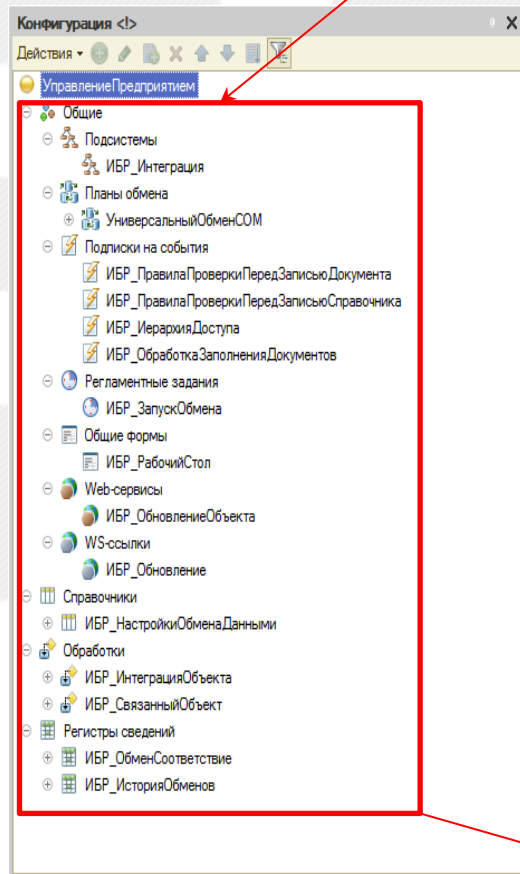 Конфигурация <!>
Действия
УправлениеПредприятием
Общие
Подсистемы
ИБР_Интеграция
Планы обмена
УниверсальныйОбменCOM
Подписки на события
ИБР_ПравилаПроверкиПередЗаписьюДокумента
ИБР_ПравилаПроверкиПередЗаписьюСправочника
ИБР_ИерархияДоступа
ИБР_ОбработкаЗаполненияДокументов
Регламентные задания
ИБР_ЗапускОбмена
Общие формы
ИБР_РабочийСтол
Web-сервисы
ИБР_ОбновлениеОбъекта
WS-ссылки
ИБР_Обновление
Справочники
ИБР_НастройкиОбменаДанными
Обработки
ИБР_ИнтеграцияОбъекта
ИБР_СвязанныйОбъект
Регистры сведений
ИБР_ОбменСоответствие
ИБР_ИсторияОбменов